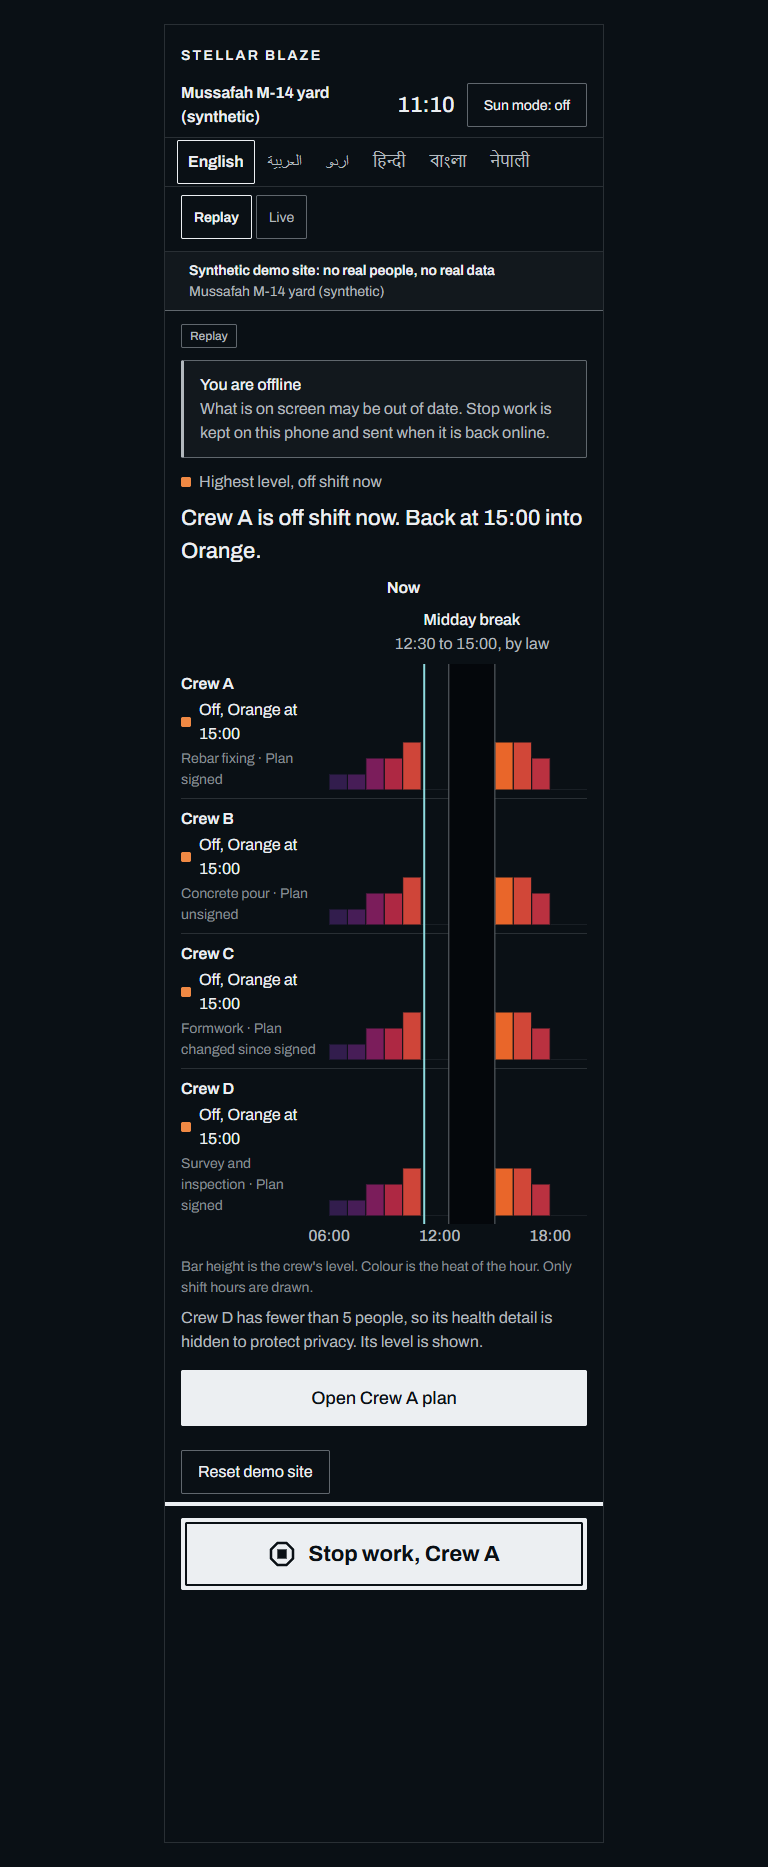 STELLAR BLAZE
Mussafah M-14 yard
(synthetic)
11:10
Sun mode: off
English العربية اردو हिन्दी বাংলা नेपाली
Replay Live
Synthetic demo site: no real people, no real data
Mussafah M-14 yard (synthetic)
Replay
You are offline
What is on screen may be out of date. Stop work is
kept on this phone and sent when it is back online.
Highest level, off shift now
Crew A is off shift now. Back at 15:00 into
Orange.
Now
Midday break
12:30 to 15:00, by law
Crew A
Off, Orange at
15:00
Rebar fixing · Plan
signed
Crew B
Off, Orange at
15:00
Concrete pour · Plan
unsigned
Crew C
Off, Orange at
15:00
Formwork · Plan
changed since signed
Crew D
Off, Orange at
15:00
Survey and
inspection · Plan
signed
06:00 12:00 18:00
Bar height is the crew's level. Colour is the heat of the hour. Only
shift hours are drawn.
Crew D has fewer than 5 people, so its health detail is
hidden to protect privacy. Its level is shown.
Open Crew A plan
Reset demo site
Stop work, Crew A